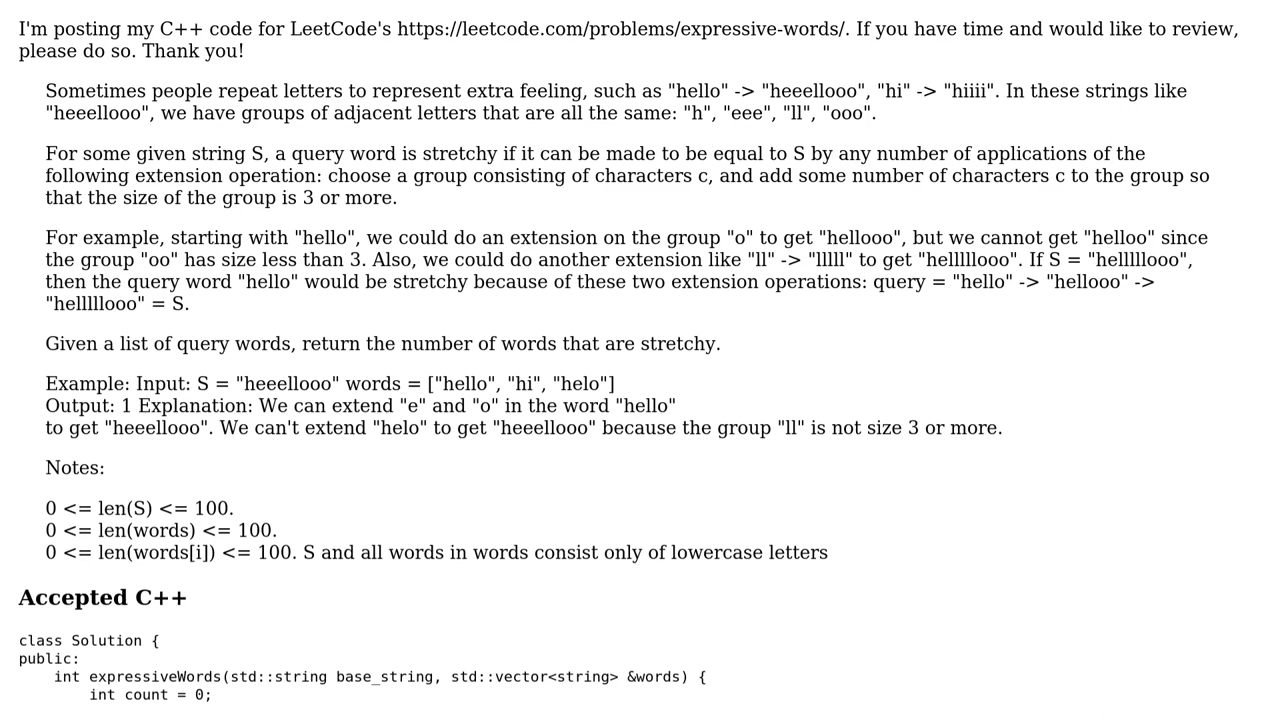 I'm posting my C++ code for LeetCode's https://leetcode.com/problems/expressive-words/. If you have time and would like to review,
please do so. Thank you!
Sometimes people repeat letters to represent extra feeling, such as "hello" -> "heeellooo", "hi" -> "hiiii". In these strings like
"heeellooo", we have groups of adjacent letters that are all the same: "h", "eee", "ll", "ooo".
For some given string S, a query word is stretchy if it can be made to be equal to S by any number of applications of the
following extension operation: choose a group consisting of characters c, and add some number of characters c to the group so
that the size of the group is 3 or more.
For example, starting with "hello", we could do an extension on the group "o" to get "hellooo", but we cannot get "helloo" since
the group "oo" has size less than 3. Also, we could do another extension like "ll" -> "lllll" to get "helllllooo". If S = "helllllooo",
then the query word "hello" would be stretchy because of these two extension operations: query = "hello" -> "hellooo" ->
"helllllooo" = S.
Given a list of query words, return the number of words that are stretchy.
Example: Input: S = "heeellooo" words = ["hello", "hi", "helo"]
Output: 1 Explanation: We can extend "e" and "o" in the word "hello"
to get "heeellooo". We can't extend "helo" to get "heeellooo" because the group "ll" is not size 3 or more.
Notes:
0 <= len(S) <= 100.
0 <= len(words) <= 100.
0 <= len(words[i]) <= 100. S and all words in words consist only of lowercase letters
Accepted C++
class Solution {
public:
    int expressiveWords(std::string base_string, std::vector<string> &words) {
        int count = 0;